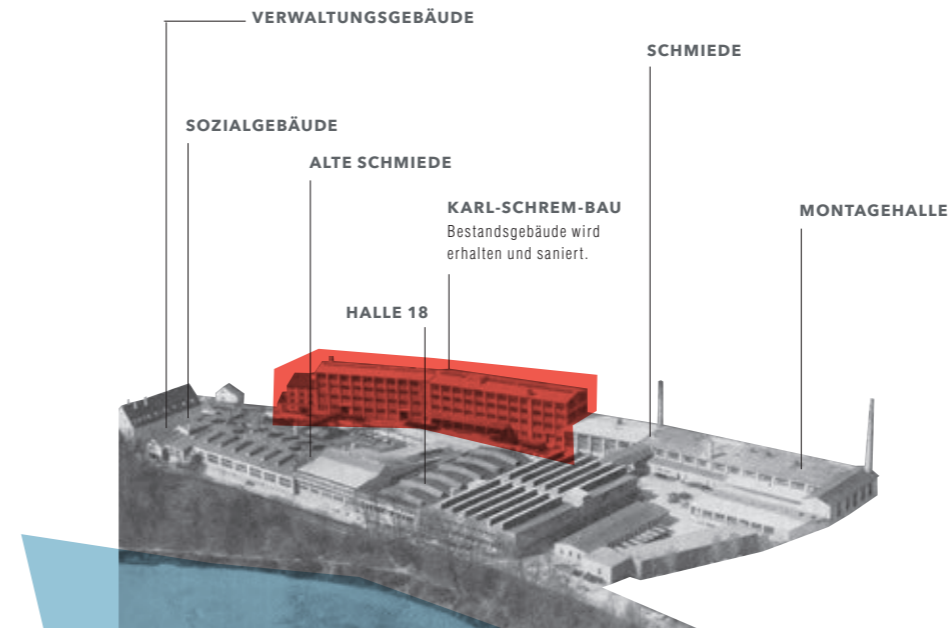 VERWALTUNGSGEBÄUDE
SCHMIEDE
SOZIALGEBÄUDE
ALTE SCHMIEDE
KARL-SCHREM-BAU
Bestandsgebäude wird
erhalten und saniert.
MONTAGEHALLE
HALLE 18